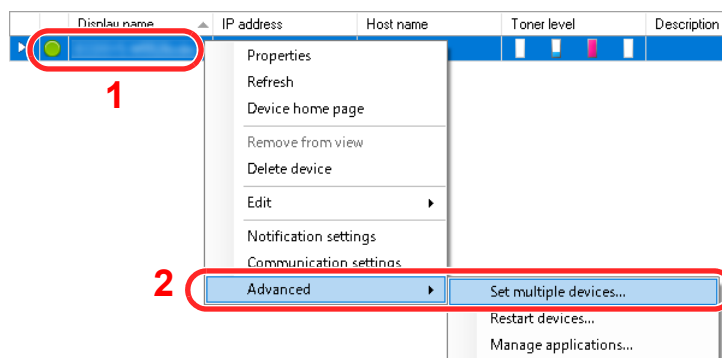 Display name IP address Host name Toner level Description
1
Properties
Refresh
Device home page
Remove from view
Delete device
Edit
Notification settings
Communication settings
2
Advanced
Set multiple devices...
Restart devices...
Manage applications...